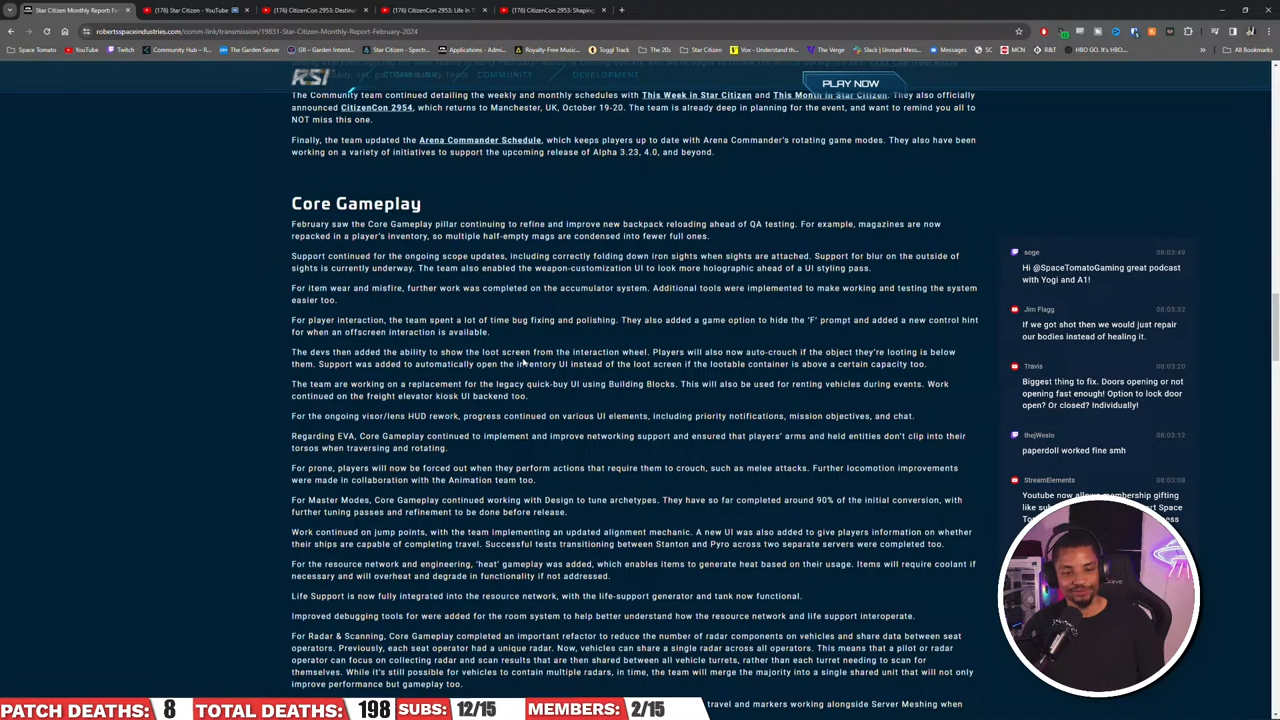 Star Citizen Monthly Report: Febr
(176) Star Citizen - YouTube
(176) CitizenCon 2953: Destina
(176) CitizenCon 2953: Life In T
(176) CitizenCon 2953: Shaping
robertsspaceindustries.com/comm-link/transmission/19831-Star-Citizen-Monthly-Report-February-2024
Space Tomato
YouTube
Twitch
The Garden Server
GII – Garden Interst...
Star Citizen - Syste...
Applications - Admi...
Royalty-Free Music...
Toggl Track
The 20s
Star Citizen
Vox - Understand th...
The Verge
Slack | Unread Mess...
Messages
SC
MCN
R&T
HBO GO. It's HBO...
All Bookmarks
RSI
COMMUNITY
DEVELOPMENT
PLAY NOW
The Community team continued detailing the weekly and monthly schedules with This Week in Star Citizen and This Month in Star Citizen. They also officially
announced CitizenCon 2954, which returns to Manchester, UK, October 19-20. The team is already deep in planning for the event, and want to remind you all to
NOT miss this one.
Finally, the team updated the Arena Commander Schedule, which keeps players up to date with Arena Commander's rotating game modes. They also have been
working on a variety of initiatives to support the upcoming release of Alpha 3.23, 4.0, and beyond.
Core Gameplay
February saw the Core Gameplay pillar continuing to refine and improve new backpack reloading ahead of QA testing. For example, magazines are now
repacked in a player's inventory, so multiple half-empty mags are condensed into fewer full ones.
Support continued for the ongoing scope updates, including correctly folding down iron sights when sights are attached. Support for blur on the outside of
sights is currently underway. The team also enabled the weapon-customization UI to look more holographic ahead of a UI styling pass.
For item wear and misfire, further work was completed on the accumulator system. Additional tools were implemented to make working and testing the system
easier too.
For player interaction, the team spent a lot of time bug fixing and polishing. They also added a game option to hide the 'F' prompt and added a new control hint
for when an offscreen interaction is available.
The devs then added the ability to show the loot screen from the interaction wheel. Players will also now auto-crouch if the object they're looting is below
them. Support was added to automatically open the inventory UI instead of the loot screen if the lootable container is above a certain capacity too.
The team are working on a replacement for the legacy quick-buy UI using Building Blocks. This will also be used for renting vehicles during events. Work
continued on the freight elevator kiosk UI backend too.
For the ongoing visor/lens HUD rework, progress continued on various UI elements, including priority notifications, mission objectives, and chat.
Regarding EVA, Core Gameplay continued to implement and improve networking support and ensured that players' arms and held entities don't clip into their
torsos when traversing and rotating.
For prone, players will now be forced out when they perform actions that require them to crouch, such as melee attacks. Further locomotion improvements
were made in collaboration with the Animation team too.
For Master Modes, Core Gameplay continued working with Design to tune archetypes. They have so far completed around 90% of the initial conversion, with
further tuning passes and refinement to be done before release.
Work continued on jump points, with the team implementing an updated alignment mechanic. A new UI was also added to give players information on whether
their ships are capable of completing travel. Successful tests transitioning between Stanton and Pyro across two separate servers were completed too.
For the resource network and engineering, 'heat' gameplay was added, which enables items to generate heat based on their usage. Items will require coolant if
necessary and will overheat and degrade in functionality if not addressed.
Life Support is now fully integrated into the resource network, with the life-support generator and tank now functional.
Improved debugging tools for were added for the room system to help better understand how the resource network and life support interoperate.
For Radar & Scanning, Core Gameplay completed an important refactor to reduce the number of radar components on vehicles and share data between seat
operators. Previously, each seat operator had a unique radar. Now, vehicles can share a single radar across all operators. This means that a pilot or radar
operator can focus on collecting radar and scan results that are then shared between all vehicle turrets, rather than each turret needing to scan for
themselves. While it's still possible for vehicles to contain multiple radars, in time, the team will merge the majority into a single shared unit that will not only
improve performance but gameplay too.
travel and markers working alongside Server Meshing when
soge 08:03:49
Hi @SpaceTomatoGaming great podcast
with Yogi and A1!
Jim Flagg 08:03:32
If we got shot then we would just repair
our bodies instead of healing it.
Travis 08:03:20
Biggest thing to fix. Doors opening or not
opening fast enough! Option to lock door
open? Or closed? Individually!
thejWeslo 08:03:12
paperdoll worked fine smh
StreamElements 08:03:08
Youtube now allows membership gifting
PATCH DEATHS: 8
TOTAL DEATHS: 198
SUBS: 12/15
MEMBERS: 2/15